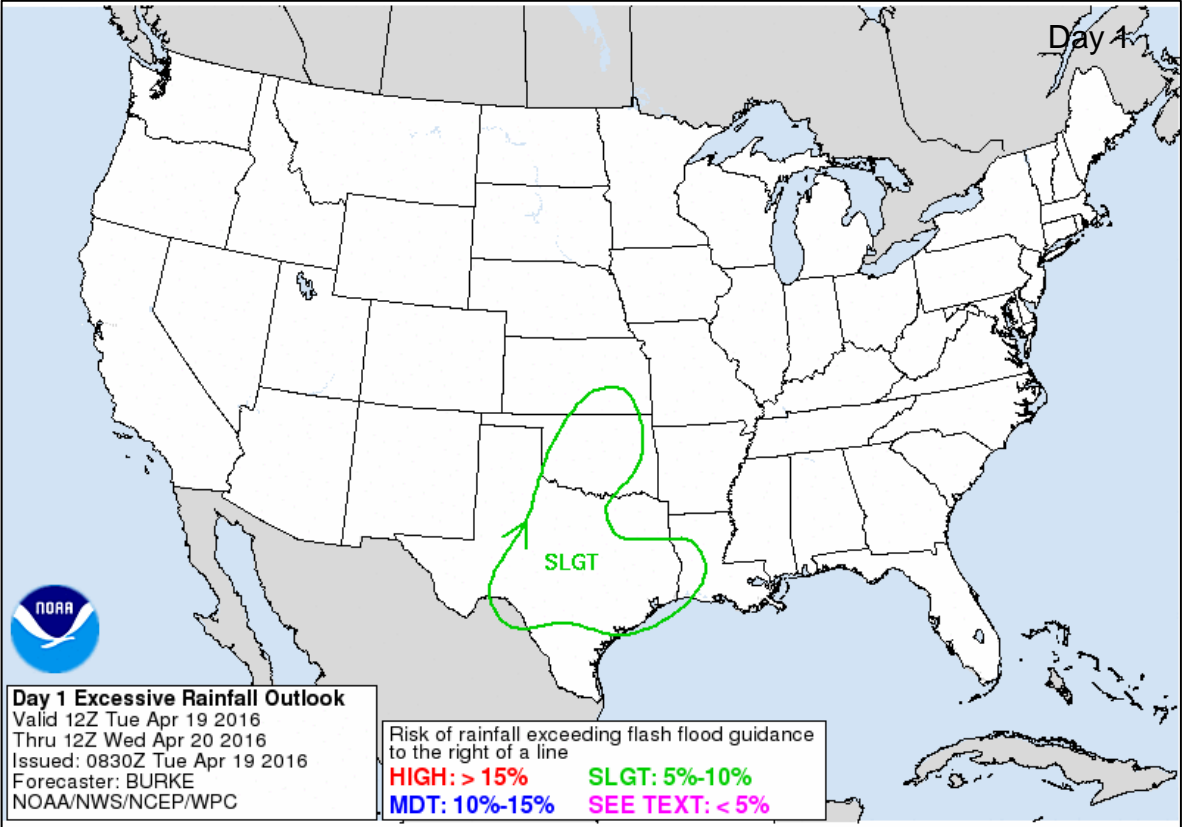 Day 1
SLGT
NOAA
Day 1 Excessive Rainfall Outlook
Valid 12Z Tue Apr 19 2016
Thru 12Z Wed Apr 20 2016
Issued: 0830Z Tue Apr 19 2016
Forecaster: BURKE
NOAA/NWS/NCEP/WPC
Risk of rainfall exceeding flash flood guidance
to the right of a line
HIGH: > 15% SLGT: 5%-10%
MDT: 10%-15% SEE TEXT: < 5%